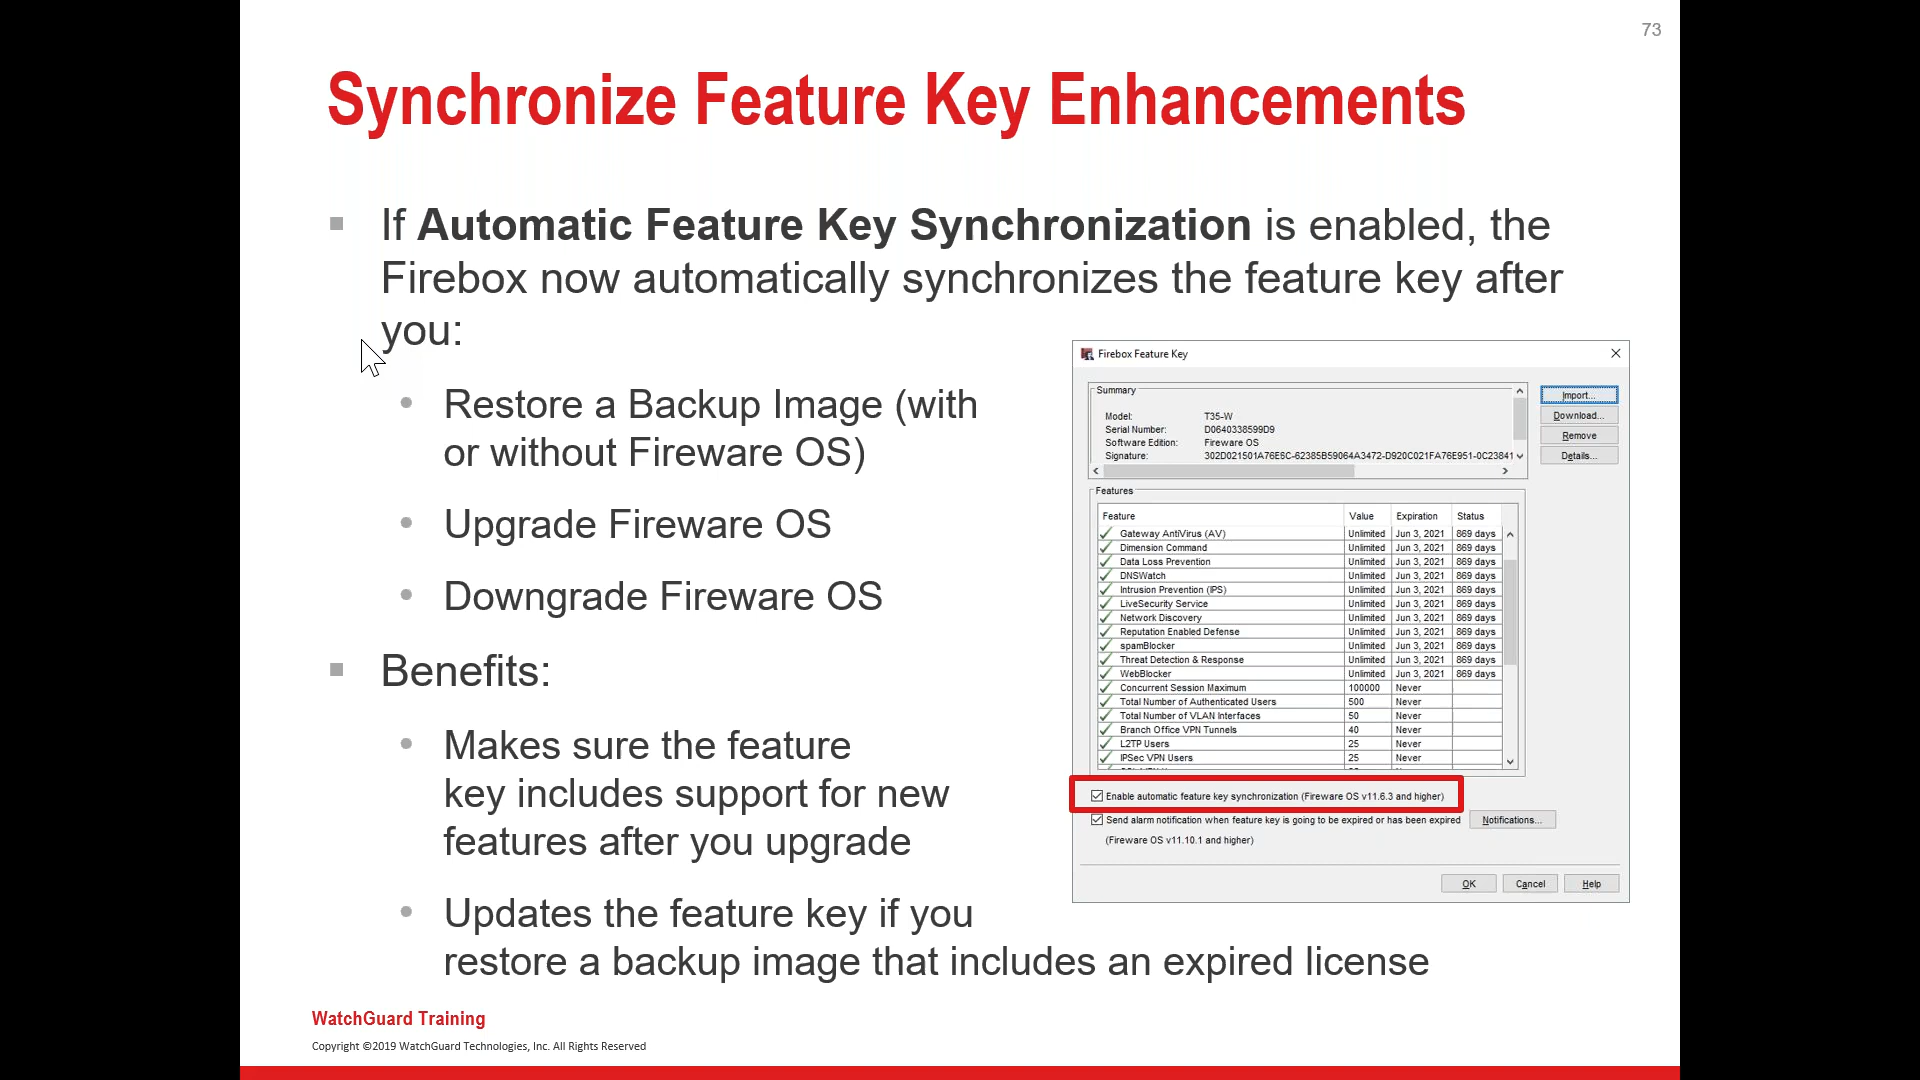 73
Synchronize Feature Key Enhancements
If Automatic Feature Key Synchronization is enabled, the
Firebox now automatically synchronizes the feature key after
you:
Restore a Backup Image (with
or without Fireware OS)
Upgrade Fireware OS
Downgrade Fireware OS
Benefits:
Makes sure the feature
key includes support for new
features after you upgrade
Updates the feature key if you
restore a backup image that includes an expired license
Firebox Feature Key
Summary
Model: T35-W
Serial Number: D0640338599D9
Software Edition: Fireware OS
Signature: 302D021501A76E6C-62385B59064A3472-D920C021FA76E951-0C23841
Import...
Download...
Remove
Details...
Features
Feature Value Expiration Status
Gateway AntiVirus (AV) Unlimited Jun 3, 2021 869 days
Dimension Command Unlimited Jun 3, 2021 869 days
Data Loss Prevention Unlimited Jun 3, 2021 869 days
DNSWatch Unlimited Jun 3, 2021 869 days
Intrusion Prevention (IPS) Unlimited Jun 3, 2021 869 days
LiveSecurity Service Unlimited Jun 3, 2021 869 days
Network Discovery Unlimited Jun 3, 2021 869 days
Reputation Enabled Defense Unlimited Jun 3, 2021 869 days
spamBlocker Unlimited Jun 3, 2021 869 days
Threat Detection & Response Unlimited Jun 3, 2021 869 days
WebBlocker Unlimited Jun 3, 2021 869 days
Concurrent Session Maximum 100000 Never
Total Number of Authenticated Users 500 Never
Total Number of VLAN Interfaces 50 Never
Branch Office VPN Tunnels 40 Never
L2TP Users 25 Never
IPSec VPN Users 25 Never
Enable automatic feature key synchronization (Fireware OS v11.6.3 and higher)
Send alarm notification when feature key is going to be expired or has been expired
Notifications...
(Fireware OS v11.10.1 and higher)
OK
Cancel
Help
WatchGuard Training
Copyright ©2019 WatchGuard Technologies, Inc. All Rights Reserved